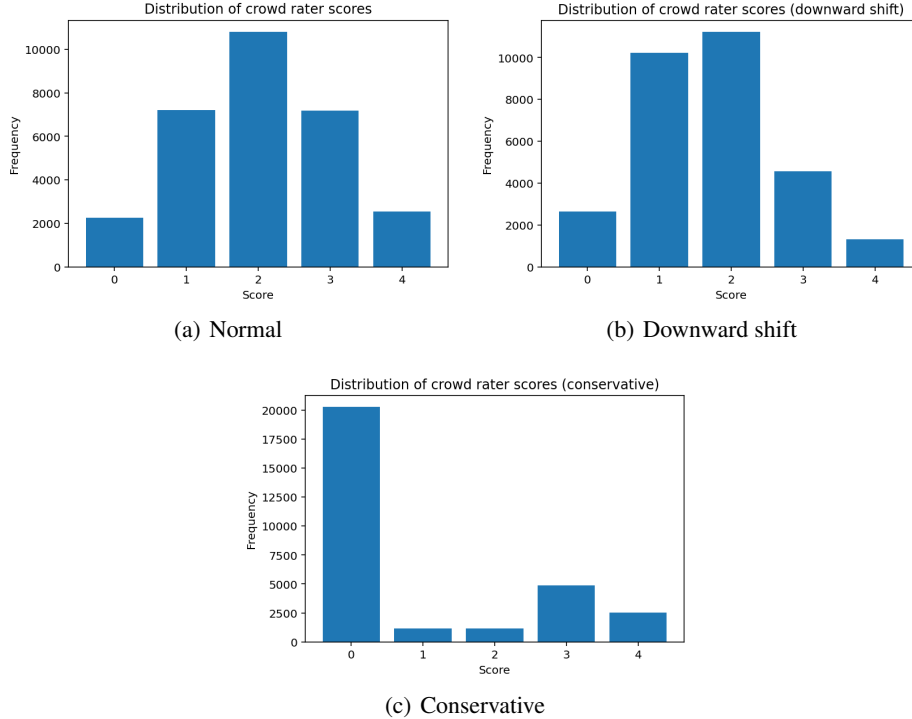 Distribution of crowd rater scores
10000
8000
6000
4000
2000
0
Frequency
0 1 2 3 4
Score
(a) Normal
Distribution of crowd rater scores (downward shift)
10000
8000
6000
4000
2000
0
Frequency
0 1 2 3 4
Score
(b) Downward shift
Distribution of crowd rater scores (conservative)
20000
17500
15000
12500
10000
7500
5000
2500
0
Frequency
0 1 2 3 4
Score
(c) Conservative